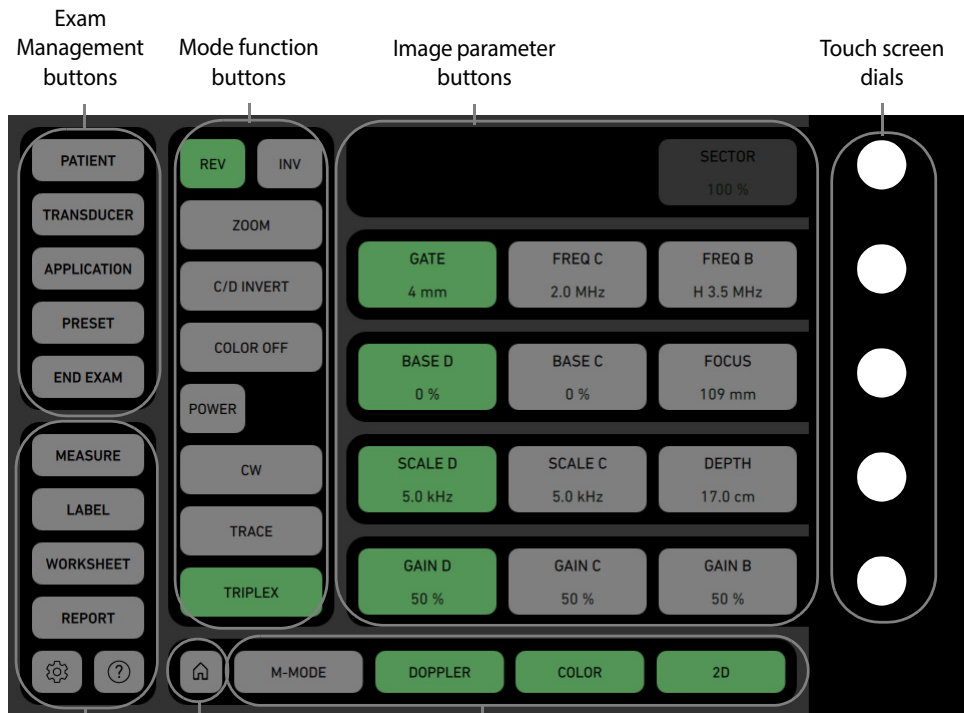 Exam
Management
buttons
Mode function
buttons
Image parameter
buttons
Touch screen
dials
PATIENT
TRANSDUCER
APPLICATION
PRESET
END EXAM
MEASURE
LABEL
WORKSHEET
REPORT
?
REV
INV
ZOOM
C/D INVERT
COLOR OFF
POWER
CW
TRACE
TRIPLEX
SECTOR
100 %
GATE
4 mm
FREQ C
2.0 MHz
FREQ B
H 3.5 MHz
BASE D
0 %
BASE C
0 %
FOCUS
109 mm
SCALE D
5.0 kHz
SCALE C
5.0 kHz
DEPTH
17.0 cm
GAIN D
50 %
GAIN C
50 %
GAIN B
50 %
M-MODE
DOPPLER
COLOR
2D